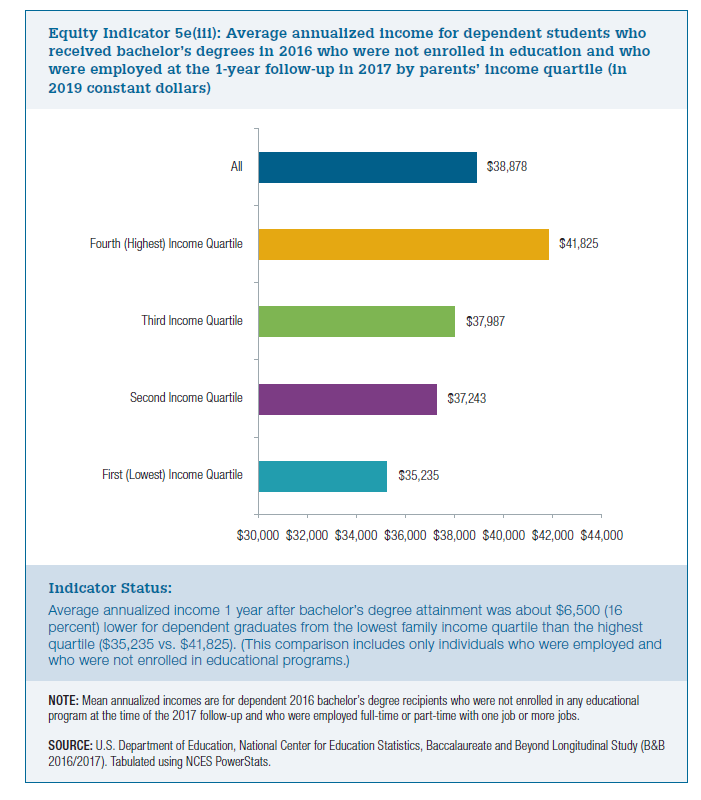 Equity Indicator 5e(iii): Average annualized income for dependent students who
received bachelor's degrees in 2016 who were not enrolled in education and who
were employed at the 1-year follow-up in 2017 by parents' income quartile (in
2019 constant dollars)
All
$38,878
Fourth (Highest) Income Quartile
$41,825
Third Income Quartile
$37,987
Second Income Quartile
$37,243
First (Lowest) Income Quartile
$35,235
$30,000 $32,000 $34,000 $36,000 $38,000 $40,000 $42,000 $44,000
Indicator Status:
Average annualized income 1 year after bachelor's degree attainment was about $6,500 (16
percent) lower for dependent graduates from the lowest family income quartile than the highest
quartile ($35,235 vs. $41,825). (This comparison includes only individuals who were employed and
who were not enrolled in educational programs.)
NOTE: Mean annualized incomes are for dependent 2016 bachelor's degree recipients who were not enrolled in any educational
program at the time of the 2017 follow-up and who were employed full-time or part-time with one job or more jobs.
SOURCE: U.S. Department of Education, National Center for Education Statistics, Baccalaureate and Beyond Longitudinal Study (B&B
2016/2017). Tabulated using NCES PowerStats.